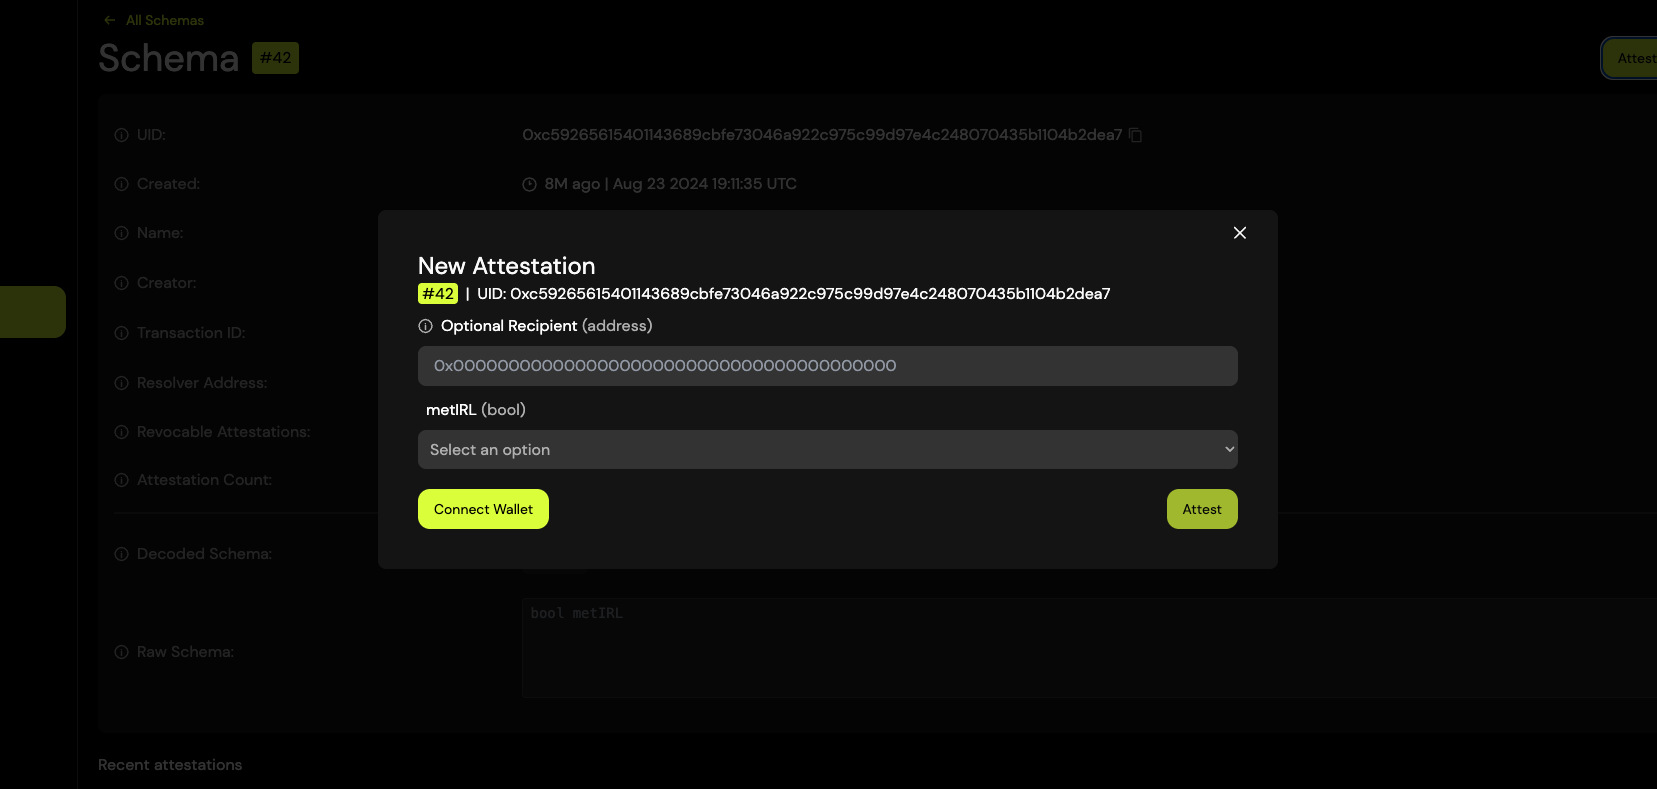 ← All Schemas
Schema #42
Attest
UID: 0xc59265615401143689cbfe73046a922c975c99d97e4c248070435b1104b2dea7
Created: 8M ago | Aug 23 2024 19:11:35 UTC
Name:
Creator:
Transaction ID:
Resolver Address:
Revocable Attestations:
Attestation Count:
Decoded Schema:
Raw Schema:
bool metIRL
Recent attestations
New Attestation
#42 | UID: 0xc59265615401143689cbfe73046a922c975c99d97e4c248070435b1104b2dea7
Optional Recipient (address)
0x0000000000000000000000000000000000000000
metIRL (bool)
Select an option
Connect Wallet
Attest